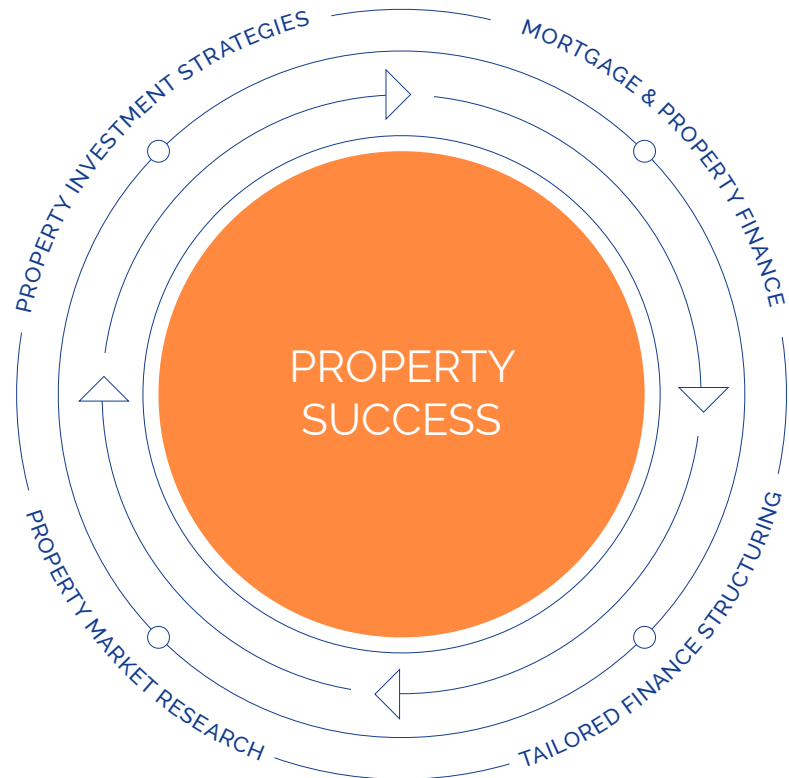 PROPERTY INVESTMENT STRATEGIES
MORTGAGE & PROPERTY FINANCE
PROPERTY
SUCCESS
PROPERTY MARKET RESEARCH
TAILORED FINANCE STRUCTURING